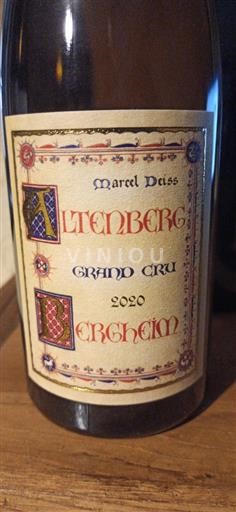 Marcel Deiss
ALTENBERG
VINIOU
GRAND CRU
2020
BERGHEIM